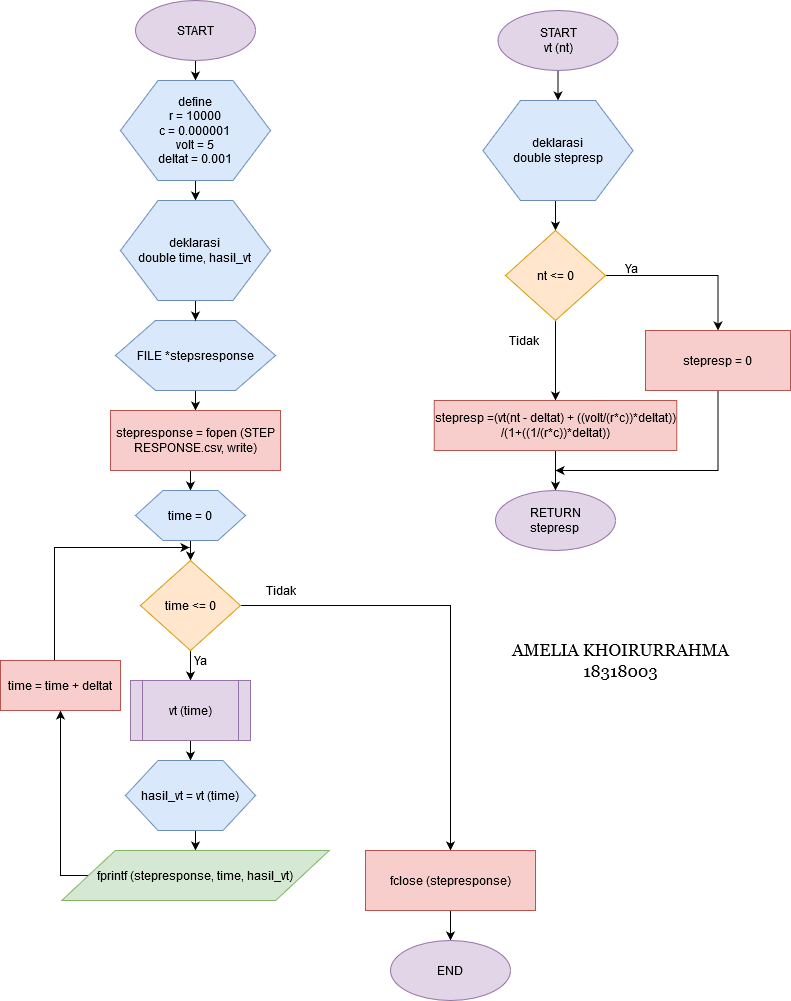 START
define
r = 10000
c = 0.000001
volt = 5
deltat = 0.001
deklarasi
double time, hasil_vt
FILE *stepsresponse
stepresponse = fopen (STEP
RESPONSE.csv, write)
time = 0
time <= 0
Tidak
Ya
time = time + deltat
vt (time)
hasil_vt = vt (time)
fprintf (stepresponse, time, hasil_vt)
fclose (stepresponse)
END
START
vt (nt)
deklarasi
double stepresp
nt <= 0
Ya
Tidak
stepresp = 0
stepresp =(vt(nt - deltat) + ((volt/(r*c))*deltat))
/(1+((1/(r*c))*deltat))
RETURN
stepresp
AMELIA KHOIRURRAHMA
18318003